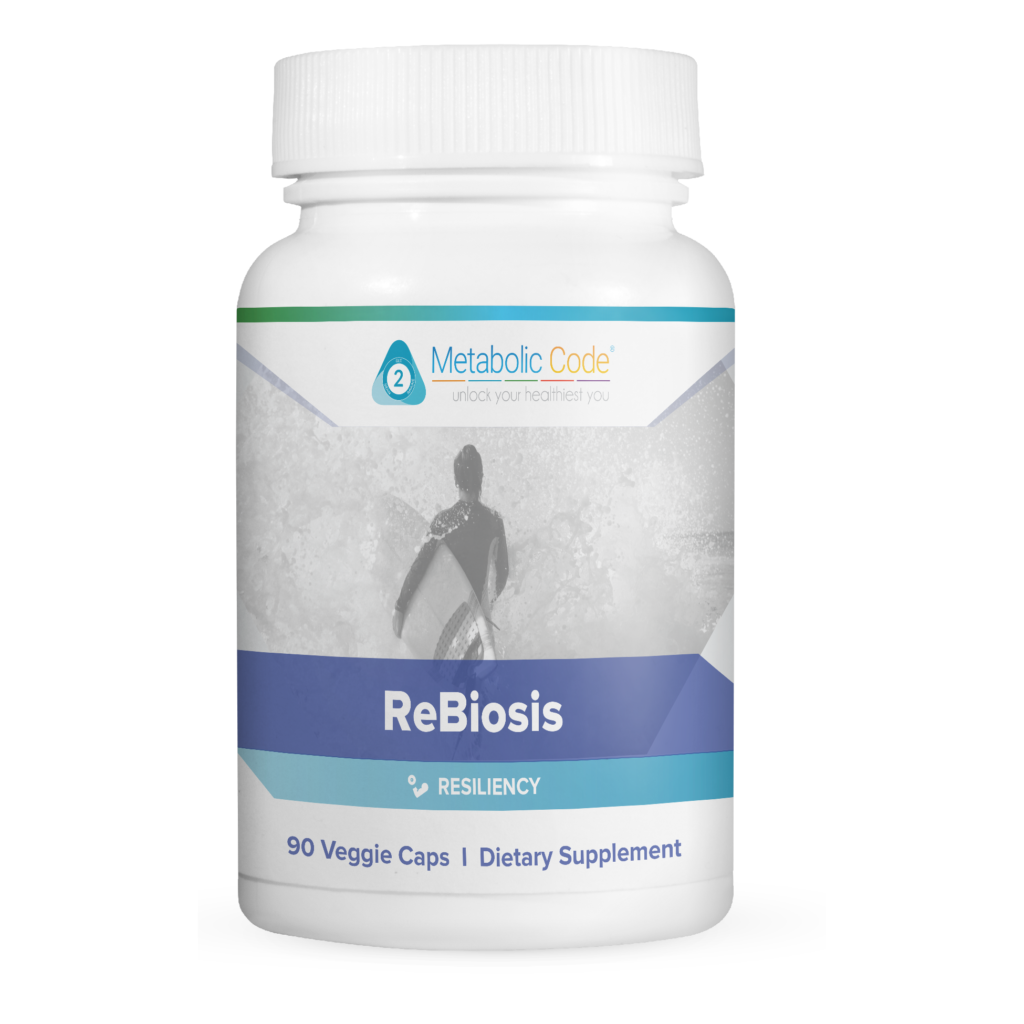 2
Metabolic Code®
unlock your healthiest you
ReBiosis
RESILIENCY
90 Veggie Caps | Dietary Supplement